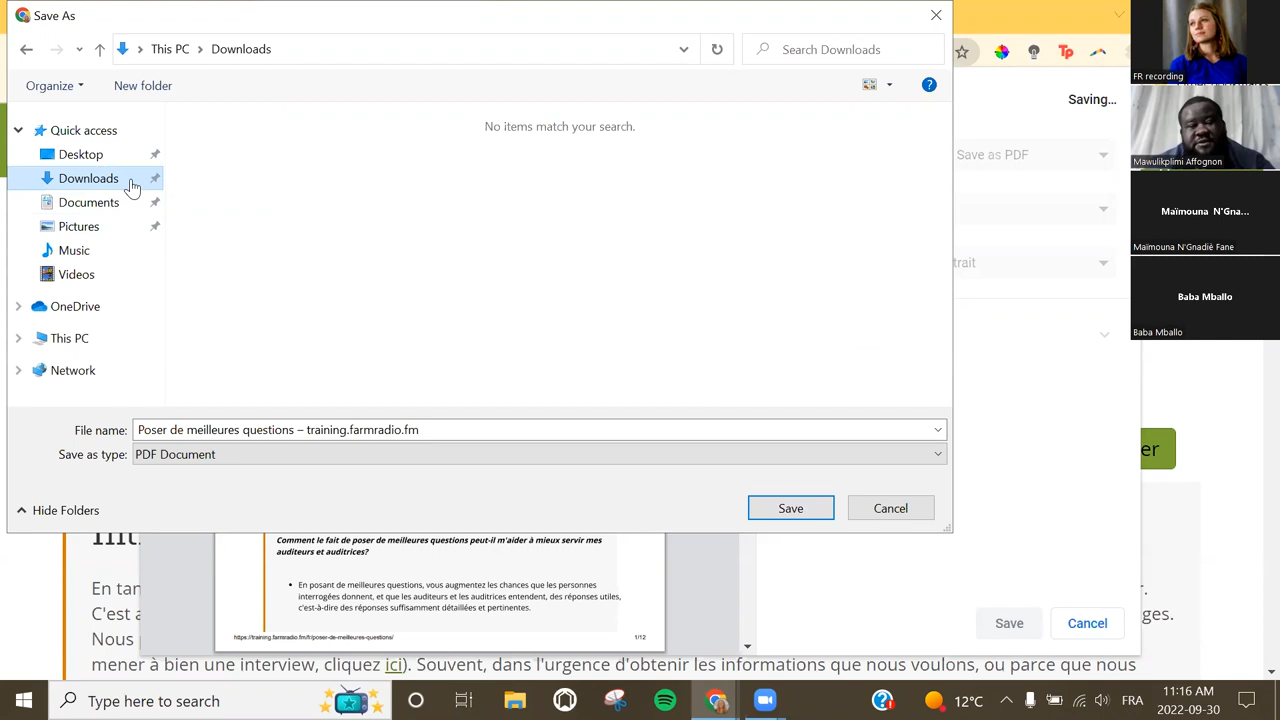 Save As
This PC
Downloads
Search Downloads
Organize
New folder
No items match your search.
Quick access
Desktop
Downloads
Documents
Pictures
Music
Videos
OneDrive
This PC
Network
File name:
Poser de meilleures questions – training.farmradio.fm
Save as type:
PDF Document
Hide Folders
Save
Cancel
Saving...
Save as PDF
trait
Save
Cancel
Tp
FR recording
Mawulikplimi Affognon
Maïmouna N'Gna...
Maïmouna N'Gnadiè Fane
Baba Mballo
Baba Mballo
er
Comment le fait de poser de meilleures questions peut-il m'aider à mieux servir mes
auditeurs et auditrices?
En posant de meilleures questions, vous augmentez les chances que les personnes
interrogées donnent, et que les auditeurs et les auditrices entendent, des réponses utiles,
c'est-à-dire des réponses suffisamment détaillées et pertinentes.
https://training.farmradio.fm/fr/poser-de-meilleures-questions/
1/12
En tan
C'est a
ges.
Nous
mener à bien une interview, cliquez ici). Souvent, dans l'urgence d'obtenir les informations que nous voulons, ou parce que nous
Type here to search
12°C
FRA
11:16 AM
2022-09-30